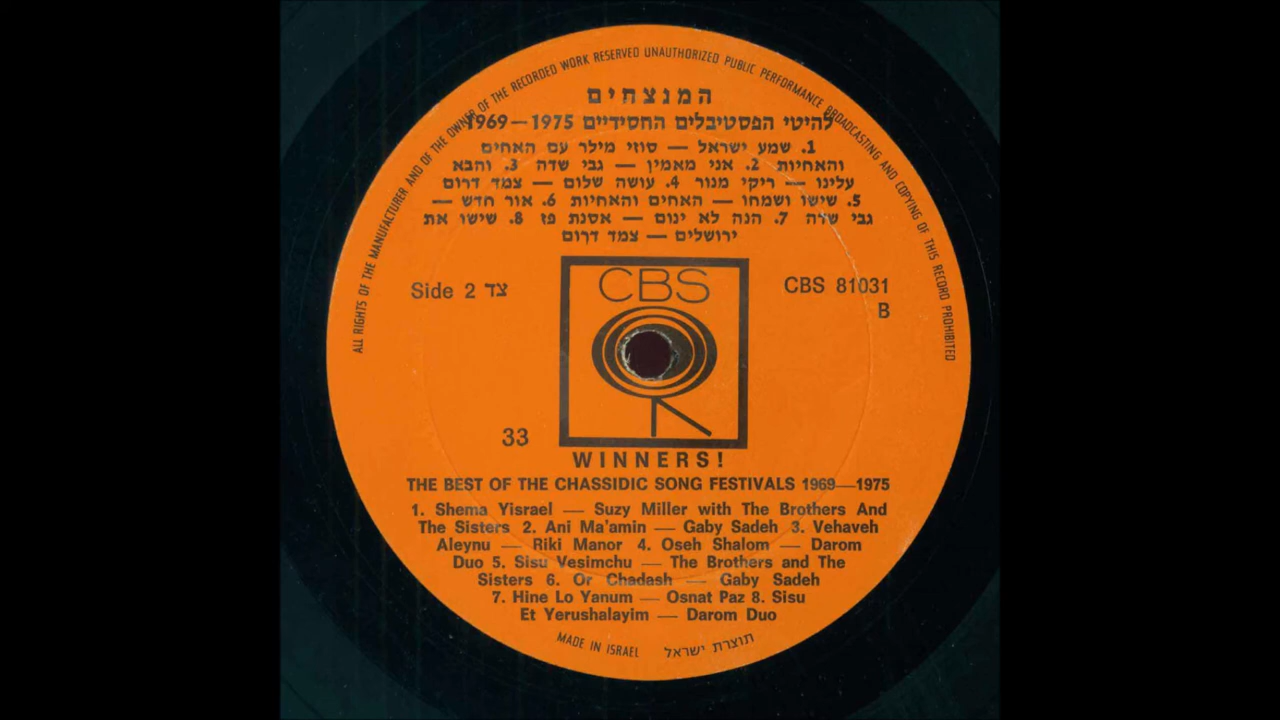 ALL RIGHTS OF THE MANUFACTURER AND OF THE OWNER OF THE RECORDED WORK RESERVED UNAUTHORIZED PUBLIC PERFORMANCE BROADCASTING AND COPYING OF THIS RECORD PROHIBITED
המנצחים
להיטי הפסטיבלים החסידיים 1975—1969
1. שמע ישראל — סוזי מילר עם האחים
והאחיות 2. אני מאמין — גבי שדה 3. והבא
עלינו — ריקי מנור 4. עושה שלום — צמד דרום
5. שישו ושמחו — האחים והאחיות 6. אור חדש —
גבי שדה 7. הנה לא ינום — אסנת פז 8. שישו את
ירושלים — צמד דרום
Side 2 צד
CBS
CBS 81031
B
33
WINNERS!
THE BEST OF THE CHASSIDIC SONG FESTIVALS 1969—1975
1. Shema Yisrael — Suzy Miller with The Brothers And
The Sisters 2. Ani Ma'amin — Gaby Sadeh 3. Vehaveh
Aleynu — Riki Manor 4. Oseh Shalom — Darom
Duo 5. Sisu Vesimchu — The Brothers and The
Sisters 6. Or Chadash — Gaby Sadeh
7. Hine Lo Yanum — Osnat Paz 8. Sisu
Et Yerushalayim — Darom Duo
MADE IN ISRAEL תוצרת ישראל